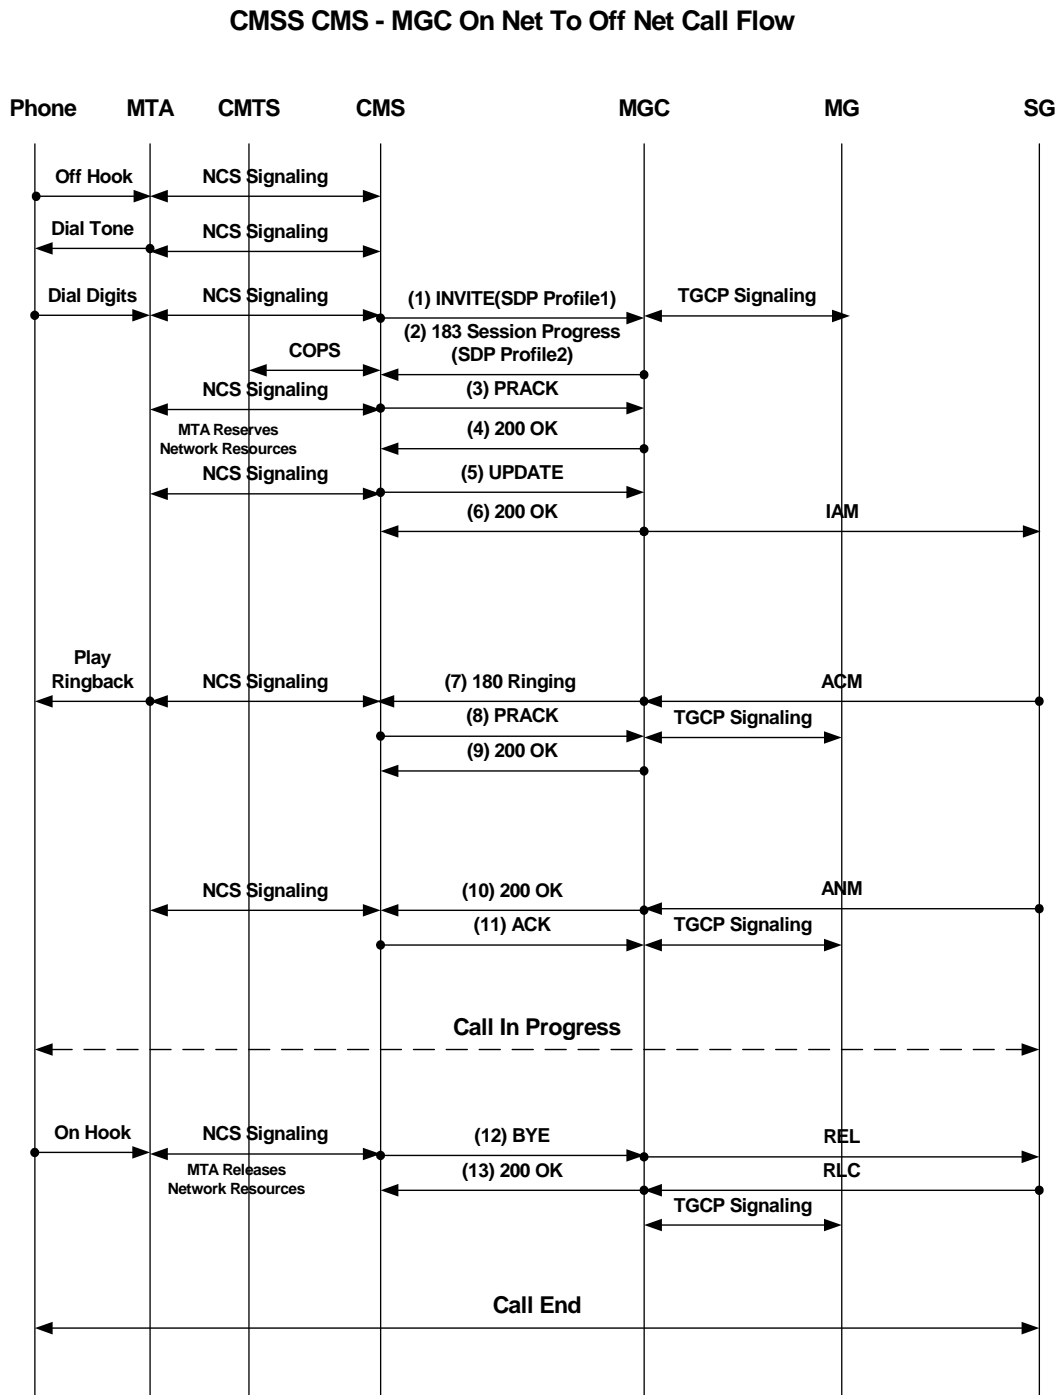 CMSS CMS - MGC On Net To Off Net Call Flow
Phone MTA CMTS CMS MGC MG SG
Off Hook NCS Signaling
Dial Tone NCS Signaling
Dial Digits NCS Signaling (1) INVITE(SDP Profile1) TGCP Signaling
(2) 183 Session Progress
(SDP Profile2)
COPS
NCS Signaling (3) PRACK
MTA Reserves
Network Resources
(4) 200 OK
NCS Signaling (5) UPDATE
(6) 200 OK IAM
Play
Ringback NCS Signaling (7) 180 Ringing ACM
(8) PRACK TGCP Signaling
(9) 200 OK
NCS Signaling (10) 200 OK ANM
(11) ACK TGCP Signaling
Call In Progress
On Hook NCS Signaling (12) BYE REL
MTA Releases
Network Resources
(13) 200 OK RLC
TGCP Signaling
Call End